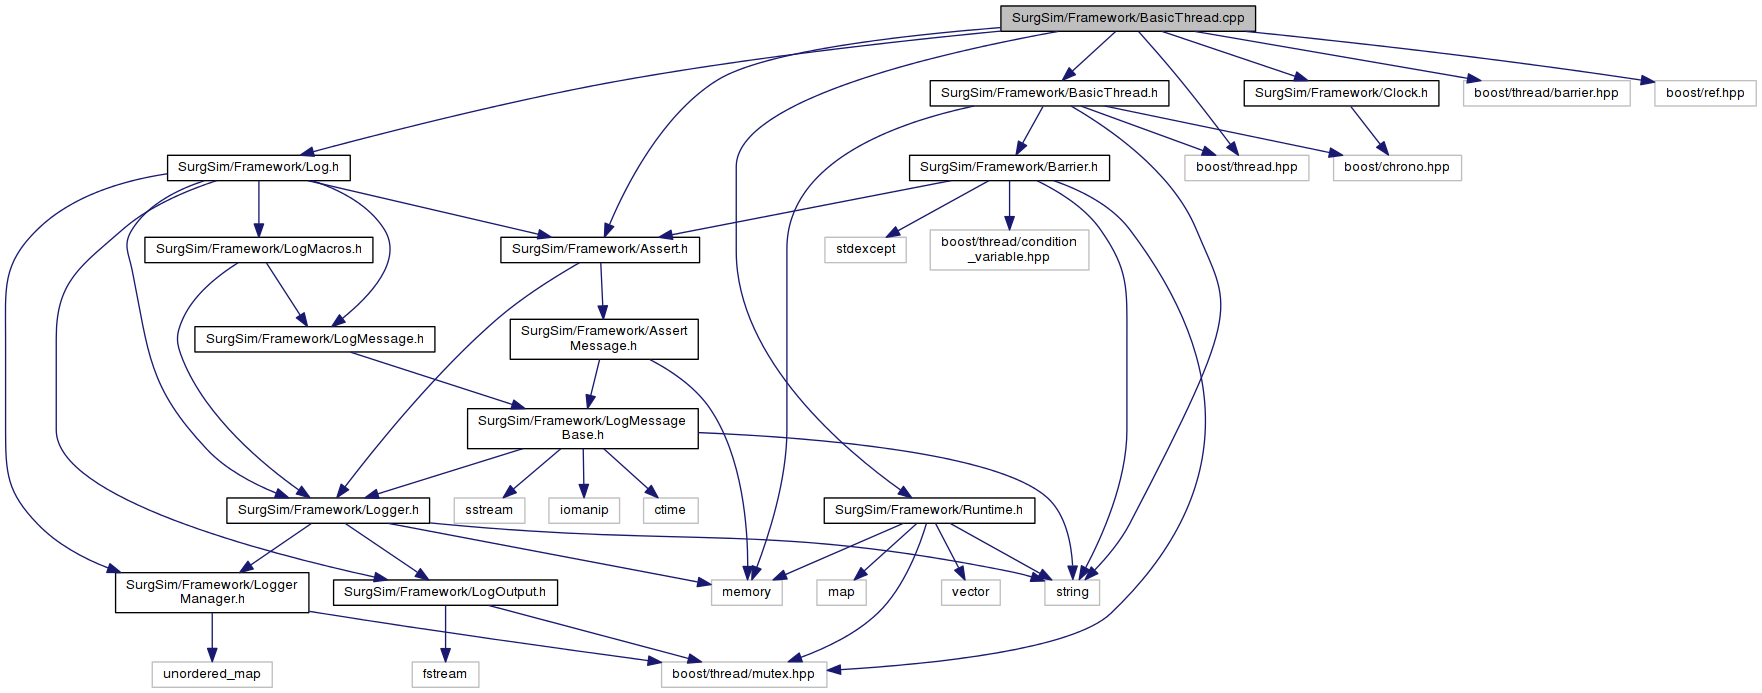 SurgSim/Framework/BasicThread.cpp
SurgSim/Framework/BasicThread.h
SurgSim/Framework/Clock.h
boost/thread/barrier.hpp
boost/ref.hpp
SurgSim/Framework/Log.h
SurgSim/Framework/Barrier.h
boost/thread.hpp
boost/chrono.hpp
SurgSim/Framework/LogMacros.h
SurgSim/Framework/Assert.h
stdexcept
boost/thread/condition
_variable.hpp
SurgSim/Framework/LogMessage.h
SurgSim/Framework/Assert
Message.h
SurgSim/Framework/LogMessage
Base.h
SurgSim/Framework/Logger.h
sstream
iomanip
ctime
SurgSim/Framework/Runtime.h
SurgSim/Framework/Logger
Manager.h
SurgSim/Framework/LogOutput.h
memory
map
vector
string
unordered_map
fstream
boost/thread/mutex.hpp